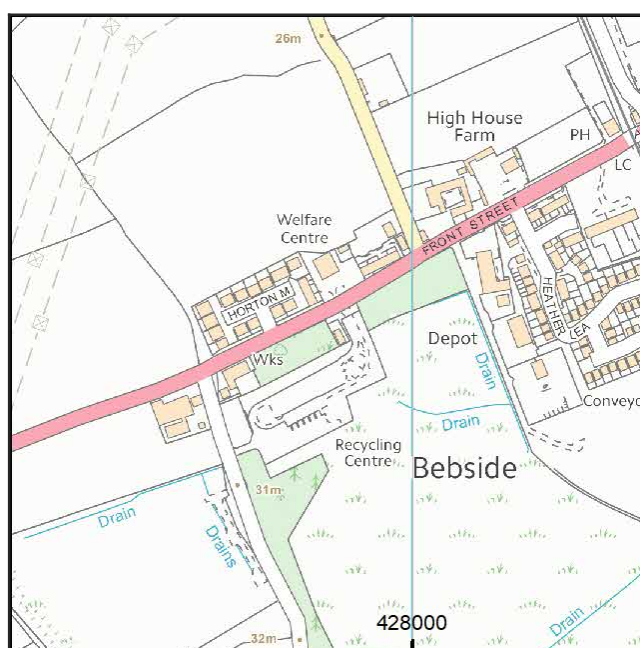 26m
High House
Farm
PH
LC
FRONT STREET
Welfare
Centre
HORTON M
HEATHER
LEA
Wks
Depot
Drain
Drain
Conveyo
Recycling
Centre
Bebside
31m
Drain
Drains
428000
Drain
32m